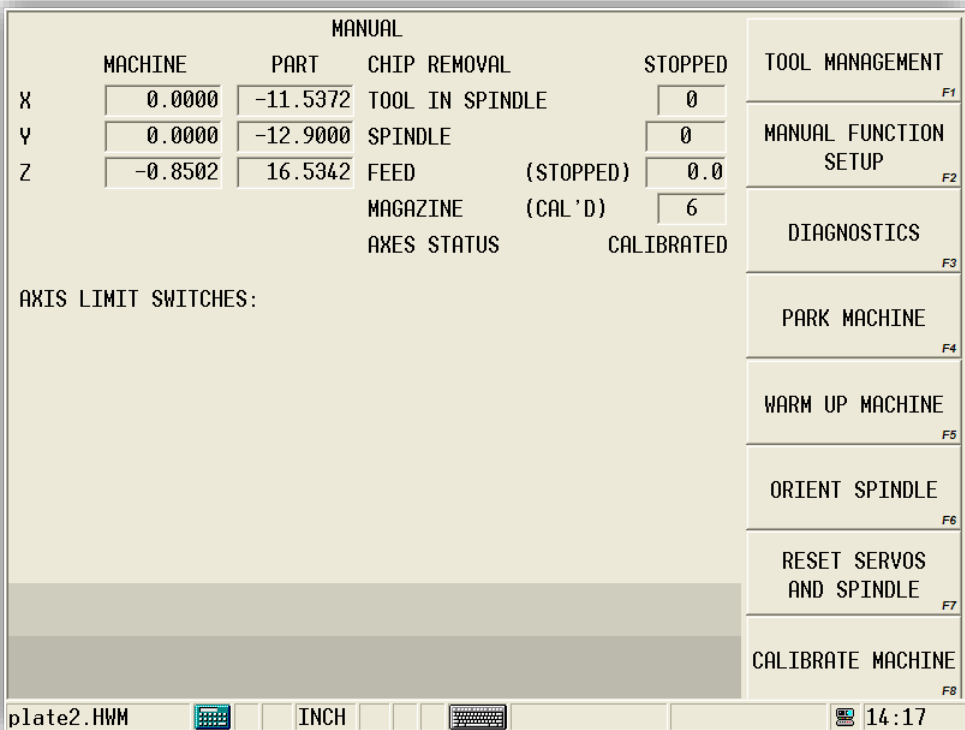 MANUAL
MACHINE PART CHIP REMOVAL STOPPED
X 0.0000 -11.5372 TOOL IN SPINDLE 0
Y 0.0000 -12.9000 SPINDLE 0
Z -0.8502 16.5342 FEED (STOPPED) 0.0
MAGAZINE (CAL'D) 6
AXES STATUS CALIBRATED
AXIS LIMIT SWITCHES:
TOOL MANAGEMENT
F1
MANUAL FUNCTION
SETUP
F2
DIAGNOSTICS
F3
PARK MACHINE
F4
WARM UP MACHINE
F5
ORIENT SPINDLE
F6
RESET SERVOS
AND SPINDLE
F7
CALIBRATE MACHINE
F8
plate2.HWM INCH 14:17